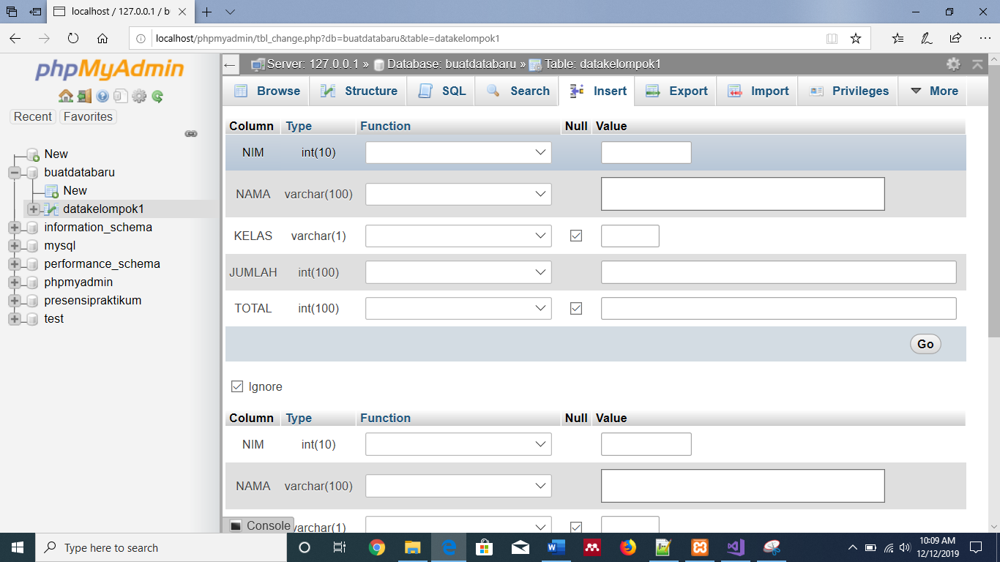 localhost / 127.0.0.1 / b
localhost/phpmyadmin/tbl_change.php?db=buatdatabaru&table=datakelompok1
phpMyAdmin
Recent Favorites
New
buatdatabaru
New
datakelompok1
information_schema
mysql
performance_schema
phpmyadmin
presensipraktikum
test
Server: 127.0.0.1 » Database: buatdatabaru » Table: datakelompok1
Browse Structure SQL Search Insert Export Import Privileges More
Column Type Function Null Value
NIM int(10)
NAMA varchar(100)
KELAS varchar(1)
JUMLAH int(100)
TOTAL int(100)
Go
Ignore
Column Type Function Null Value
NIM int(10)
NAMA varchar(100)
Console varchar(1)
Type here to search
10:09 AM
12/12/2019